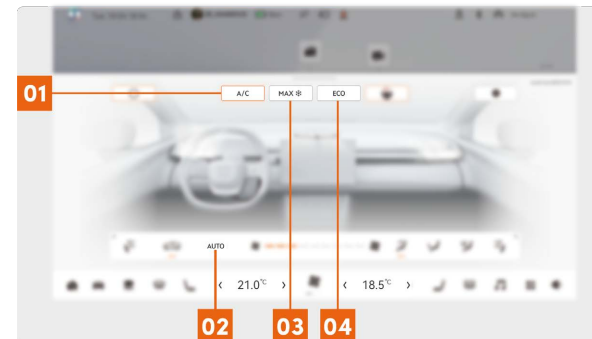 01 A/C MAX ❄ ECO
AUTO
< 21.0℃ > < 18.5℃ >
02 03 04